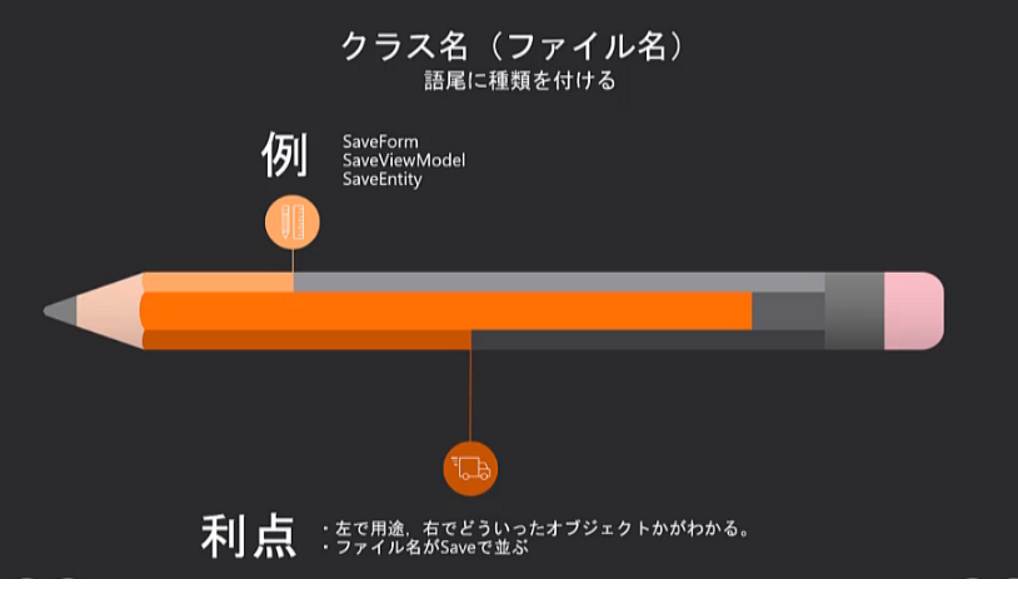 クラス名（ファイル名）
語尾に種類を付ける
例
SaveForm
SaveViewModel
SaveEntity
利点
・左で用途，右でどういったオブジェクトかがわかる。
・ファイル名がSaveで並ぶ